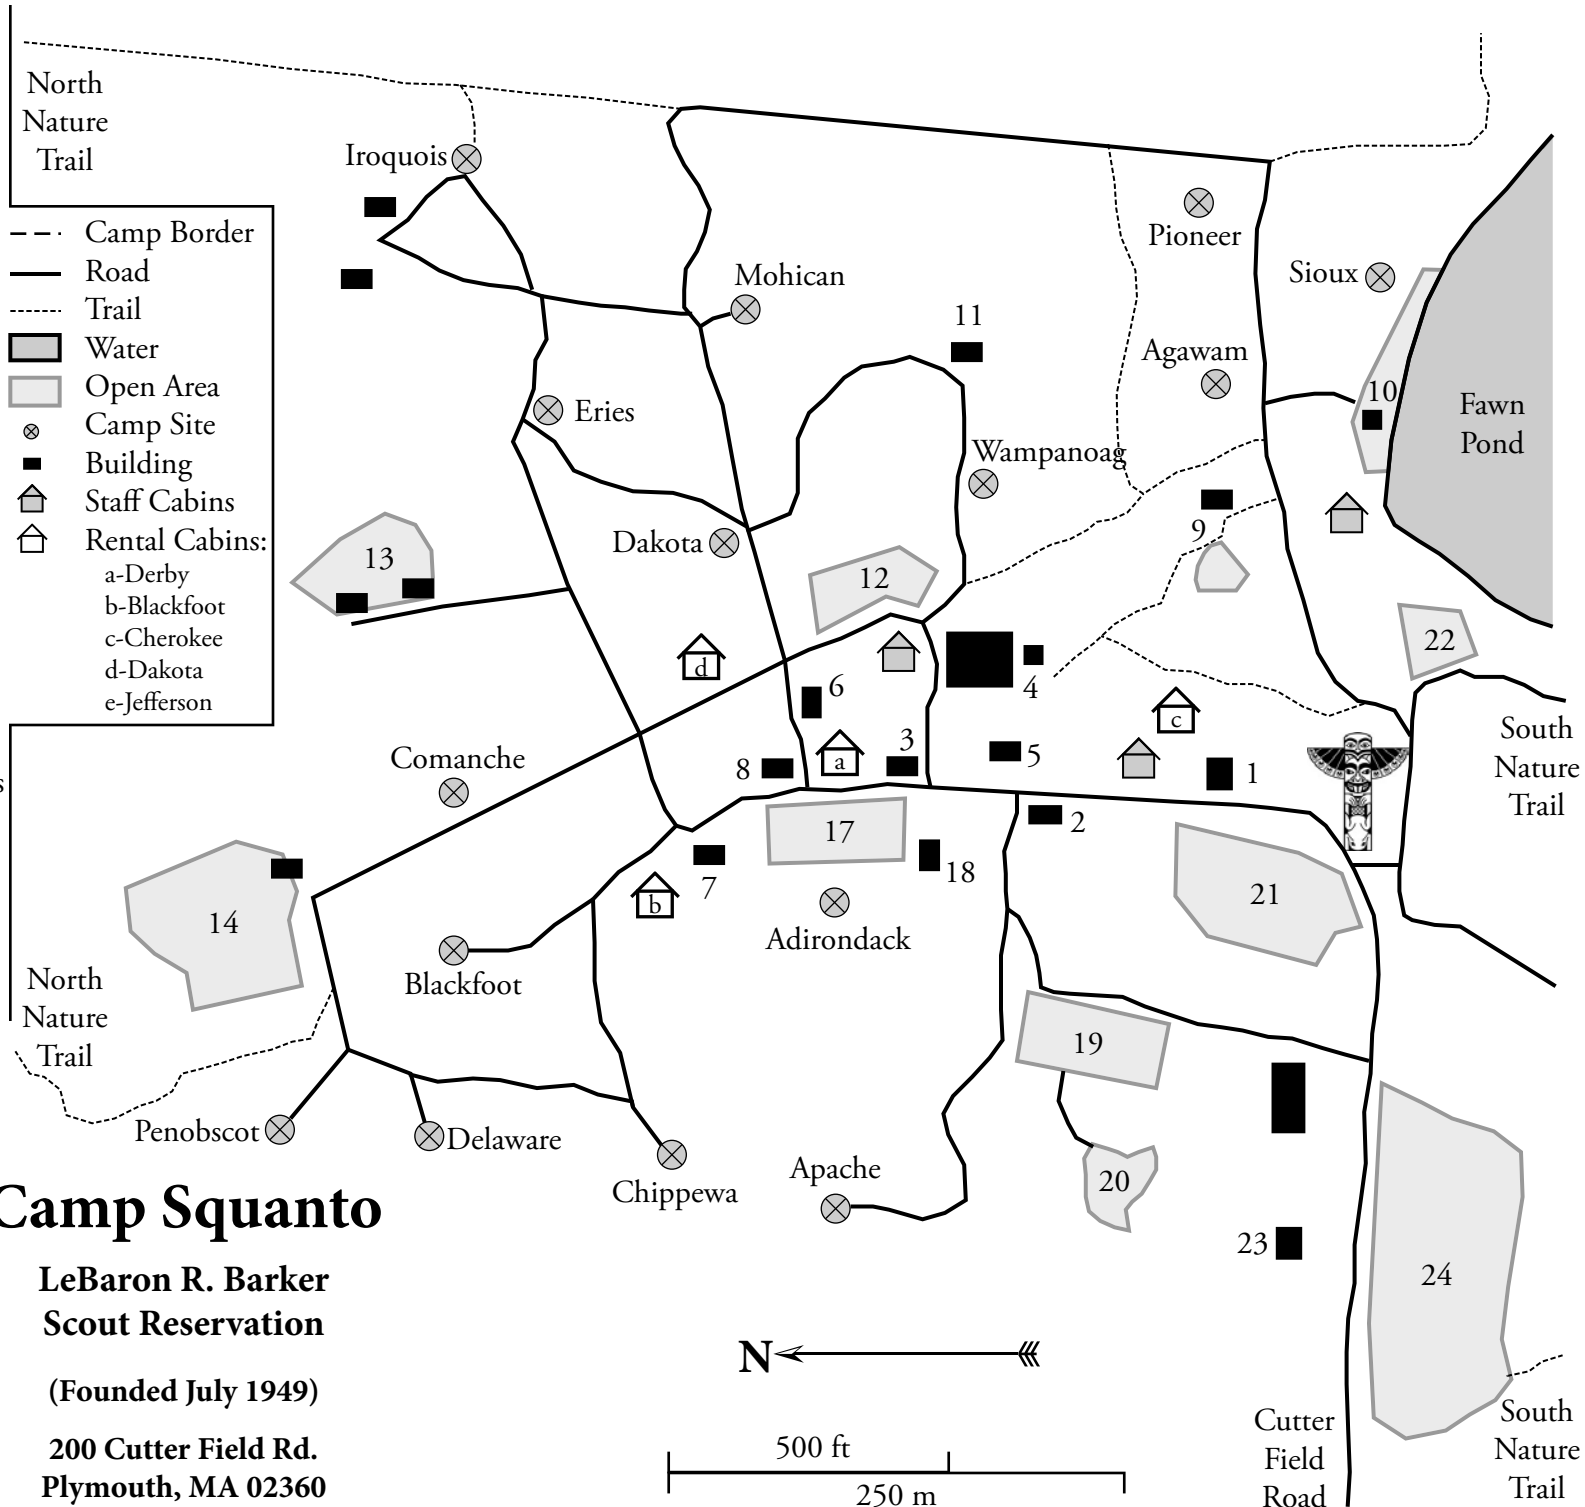 North
Nature
Trail
Iroquois
Camp Border
Road
Trail
Water
Open Area
Camp Site
Building
Staff Cabins
Rental Cabins:
a-Derby
b-Blackfoot
c-Cherokee
d-Dakota
e-Jefferson
Pioneer
Sioux
Mohican
11
Agawam
10
Fawn
Pond
Eries
Wampanoag
9
Dakota
13
12
22
d
6
4
c
South
Nature
Trail
Comanche
8
a
3
5
1
17
2
18
7
b
21
14
Adirondack
Blackfoot
North
Nature
Trail
19
Penobscot
Delaware
Chippewa
Apache
20
23
24
Camp Squanto
LeBaron R. Barker
Scout Reservation
(Founded July 1949)
200 Cutter Field Rd.
Plymouth, MA 02360
N
500 ft
250 m
Cutter
Field
Road
South
Nature
Trail